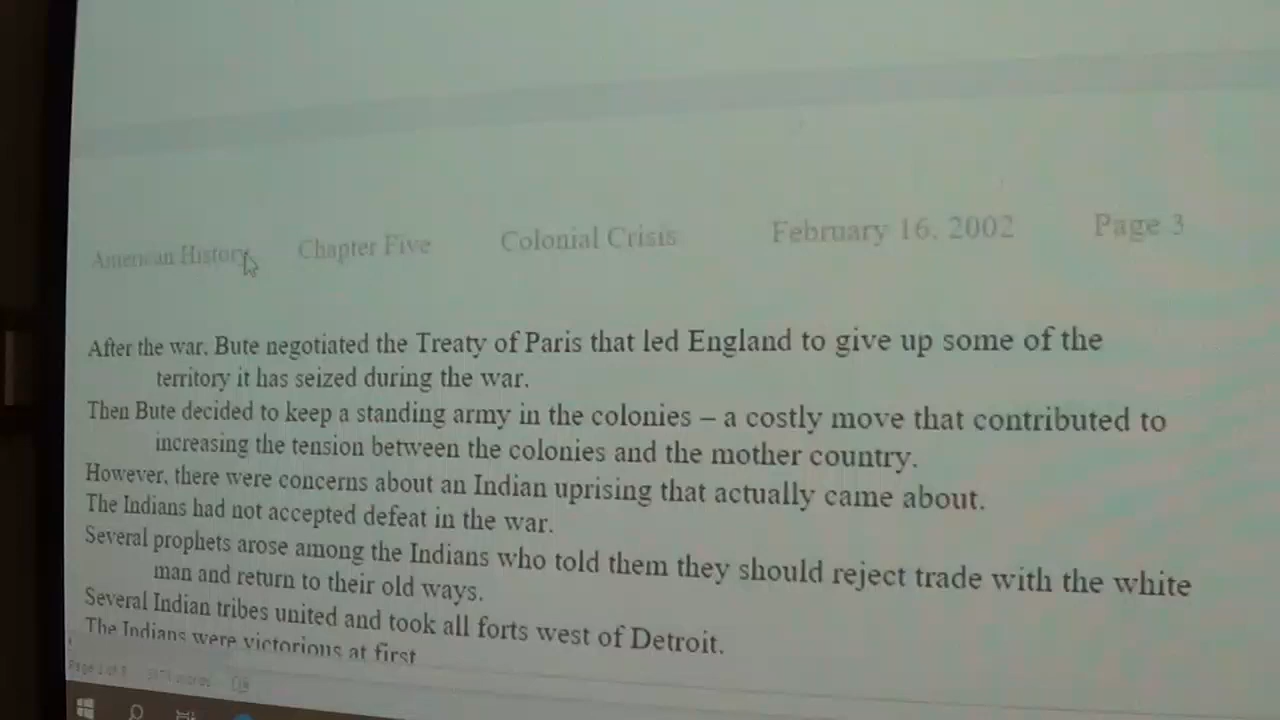 American History Chapter Five Colonial Crisis February 16, 2002 Page 3
After the war, Bute negotiated the Treaty of Paris that led England to give up some of the
territory it has seized during the war.
Then Bute decided to keep a standing army in the colonies – a costly move that contributed to
increasing the tension between the colonies and the mother country.
However, there were concerns about an Indian uprising that actually came about.
The Indians had not accepted defeat in the war.
Several prophets arose among the Indians who told them they should reject trade with the white
man and return to their old ways.
Several Indian tribes united and took all forts west of Detroit.
The Indians were victorious at first
Page of words